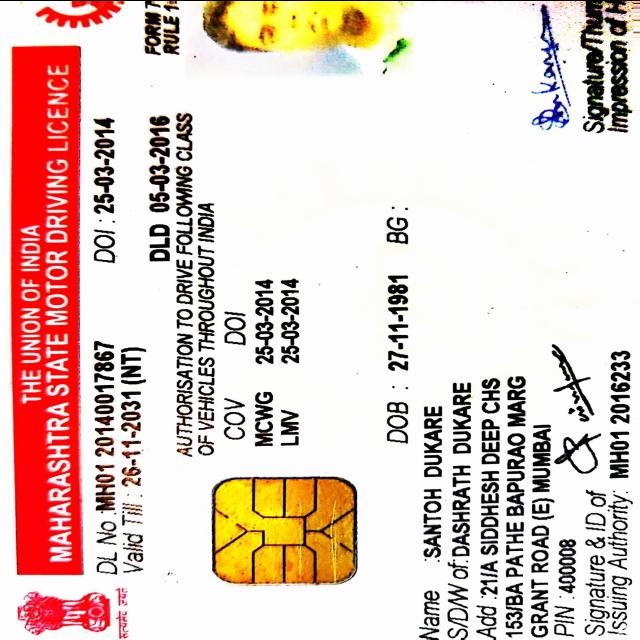 THE UNION OF INDIA
MAHARASHTRA STATE MOTOR DRIVING LICENCE
DL No :MH01 20140017867 DOI : 25-03-2014
Valid Till : 26-11-2031 (NT)
DLD 05-03-2016
FORM 7
RULE
AUTHORISATION TO DRIVE FOLLOWING CLASS
OF VEHICLES THROUGHOUT INDIA
COV DOI
MCWG 25-03-2014
LMV 25-03-2014
DOB : 27-11-1981 BG :
Name :SANTOH DUKARE
S/D/W of:DASHRATH DUKARE
Add :21/A SIDDHESH DEEP CHS
153/BA PATHE BAPURAO MARG
GRANT ROAD (E) MUMBAI
PIN :400008
Signature & ID of
Issuing Authority: MH01 2016233
Signature/Thum
Impression of H
सत्यमेव जयते